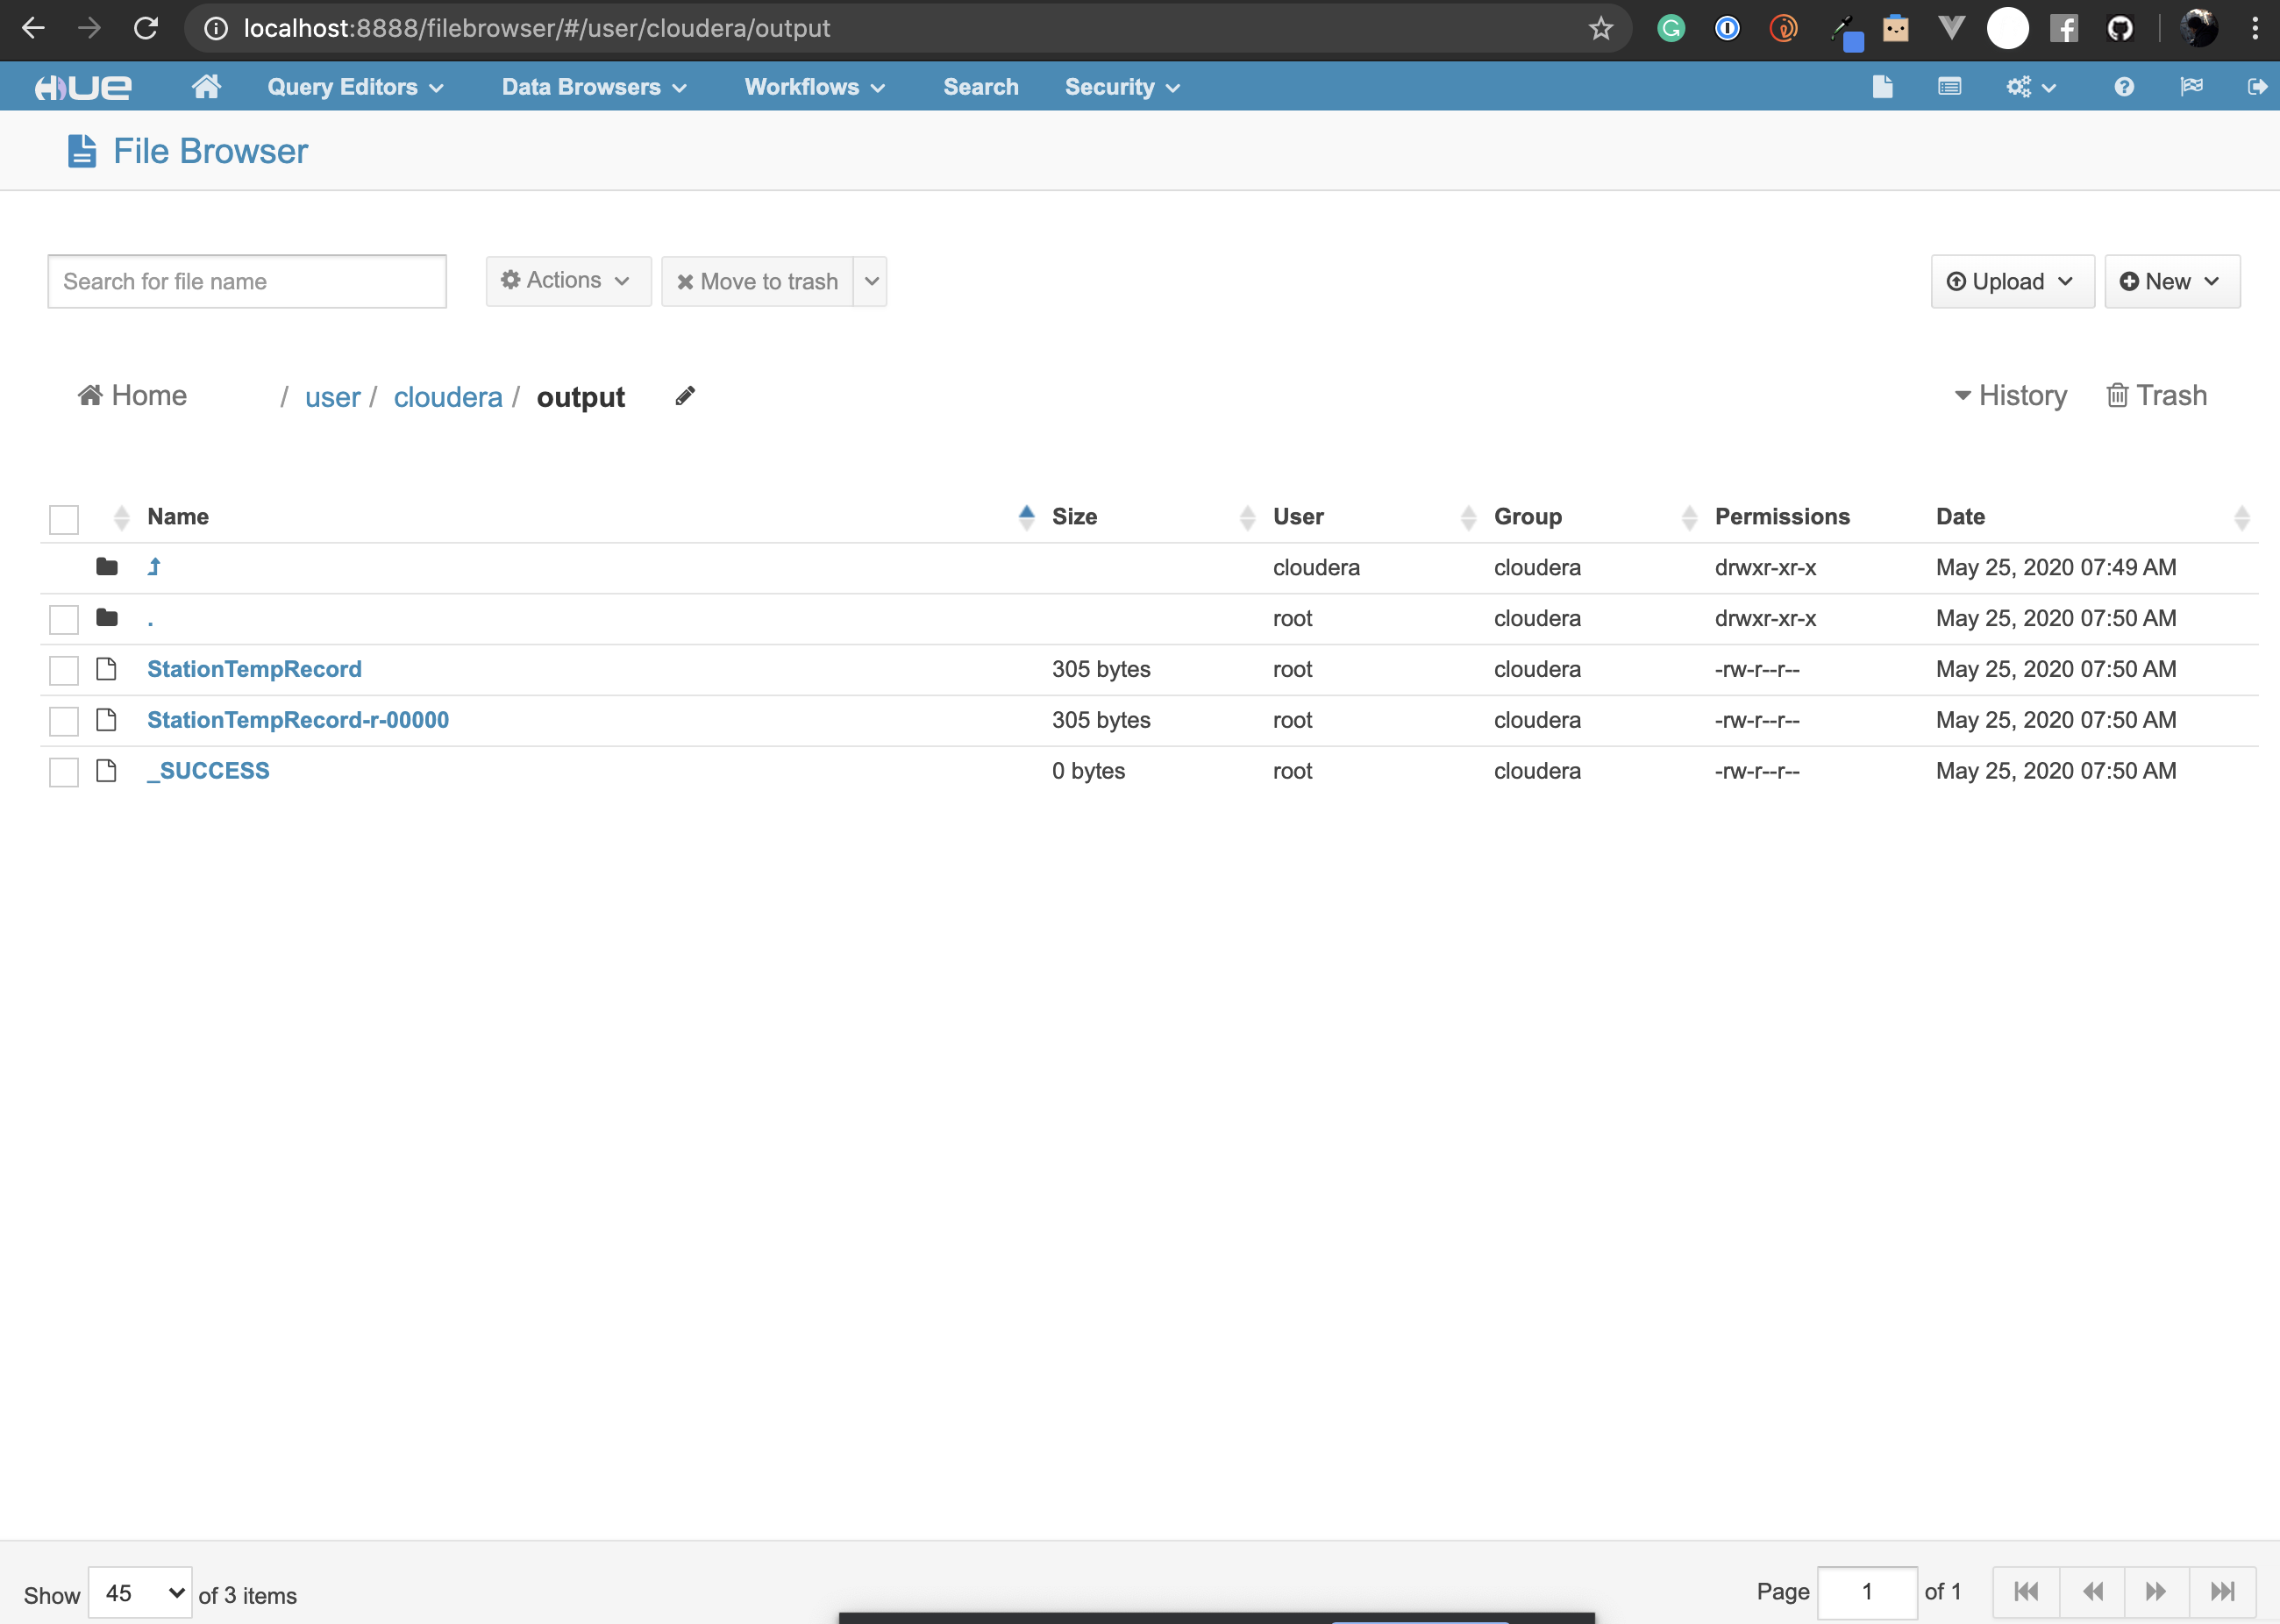 localhost:8888/filebrowser/#/user/cloudera/output
HUE Query Editors Data Browsers Workflows Search Security
File Browser
Search for file name Actions Move to trash Upload New
Home / user / cloudera / output History Trash
Name Size User Group Permissions Date
cloudera cloudera drwxr-xr-x May 25, 2020 07:49 AM
. root cloudera drwxr-xr-x May 25, 2020 07:50 AM
StationTempRecord 305 bytes root cloudera -rw-r--r-- May 25, 2020 07:50 AM
StationTempRecord-r-00000 305 bytes root cloudera -rw-r--r-- May 25, 2020 07:50 AM
_SUCCESS 0 bytes root cloudera -rw-r--r-- May 25, 2020 07:50 AM
Show 45 of 3 items Page 1 of 1